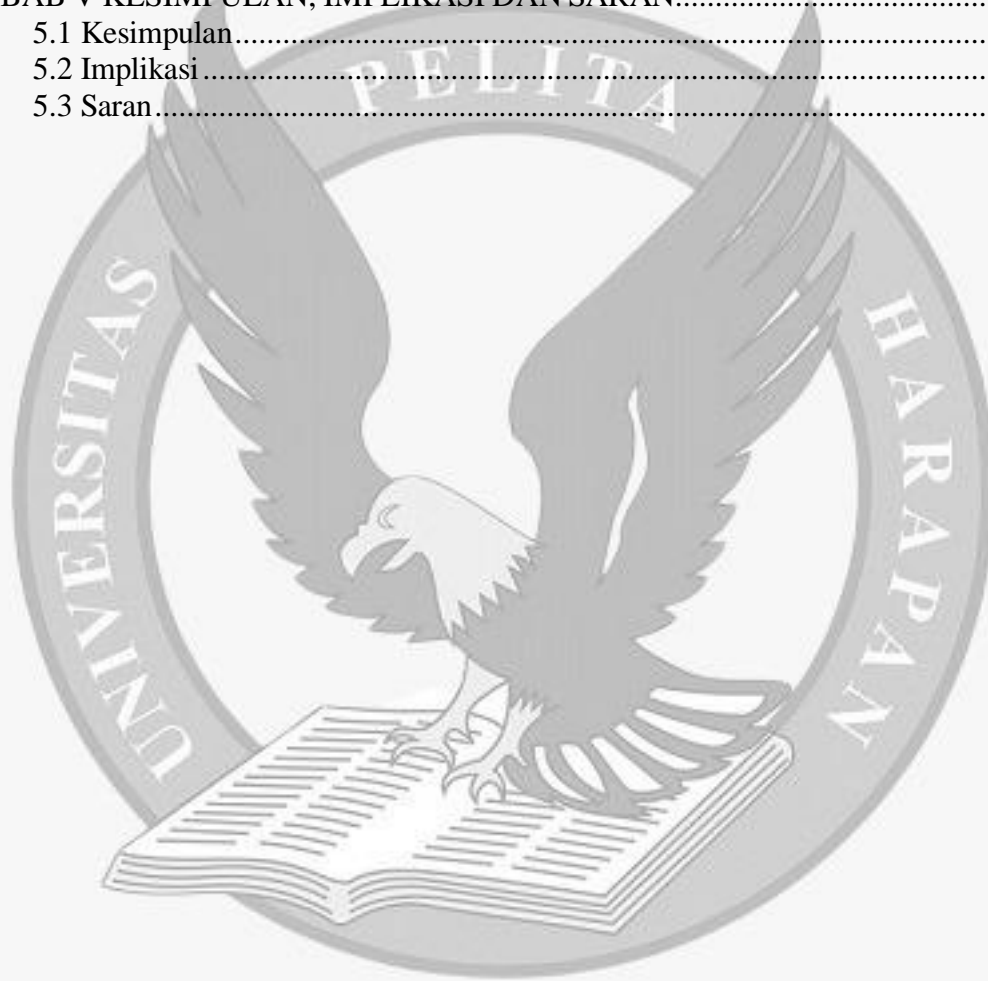 BAB V KESIMPULAN, IMPLIKASI DAN SARAN..........................................................
5.1 Kesimpulan...........................................................................................................................
5.2 Implikasi...............................................................................................................................
5.3 Saran.....................................................................................................................................
UNIVERSITAS PELITA HARAPAN